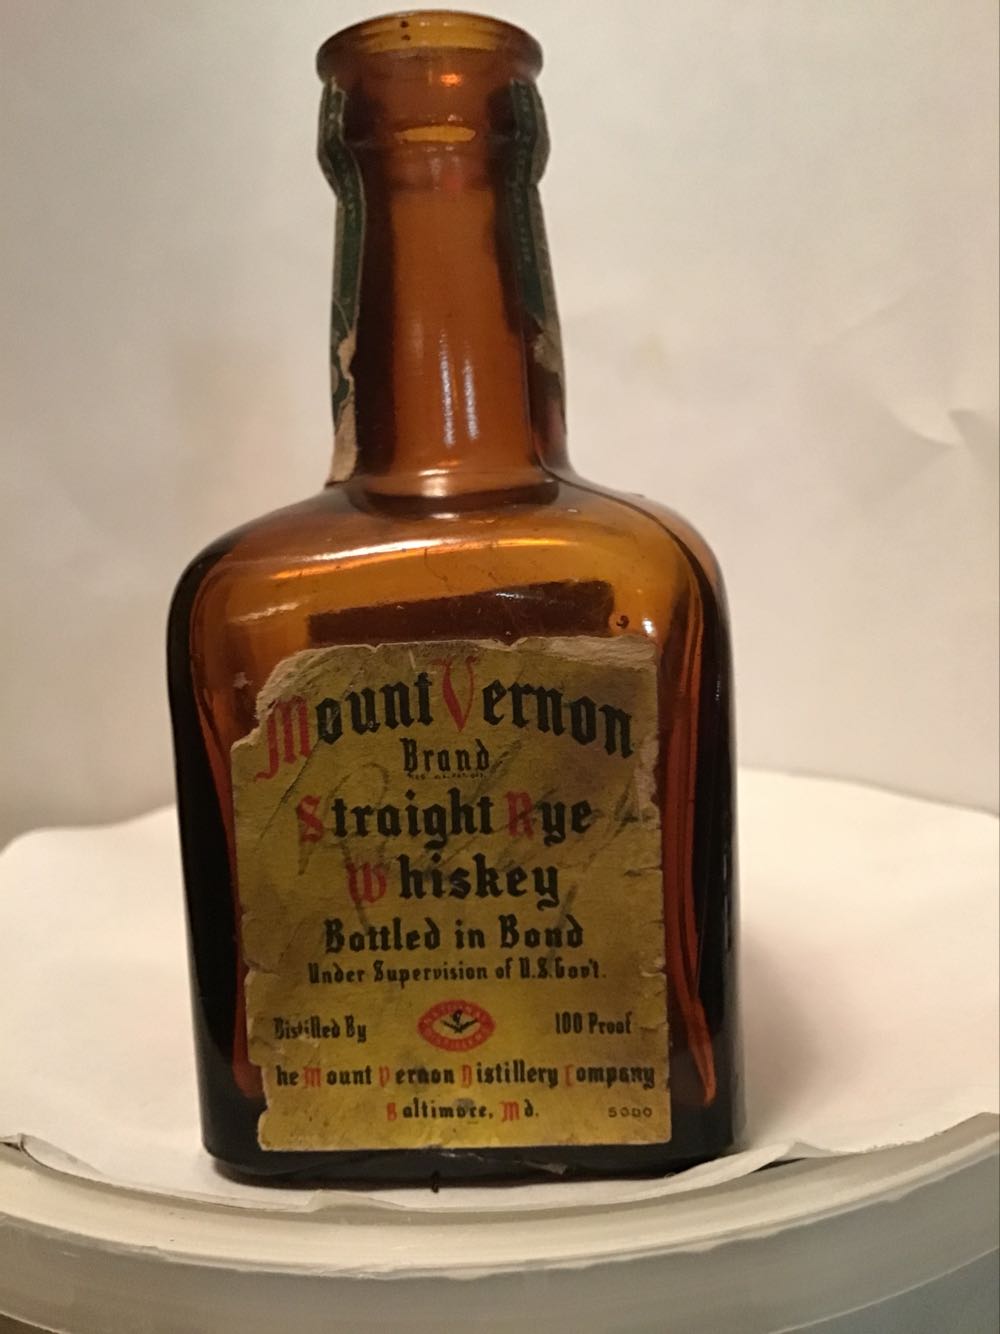 Mount Vernon
Brand
Straight Rye
Whiskey
Bottled in Bond
Under Supervision of U.S.Gov't.
Distilled By
100 Proof
he Mount Vernon Distillery Company
Baltimore, Md.
5000